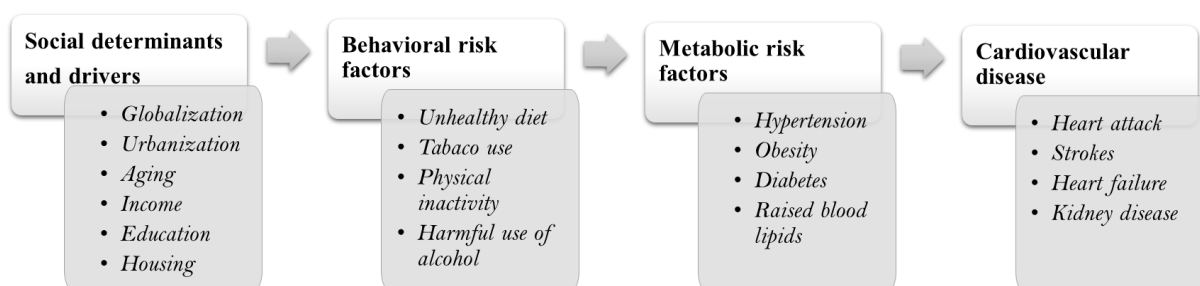 Social determinants
and drivers
• Globalization
• Urbanization
• Aging
• Income
• Education
• Housing
Behavioral risk
factors
• Unhealthy diet
• Tabaco use
• Physical
inactivity
• Harmful use of
alcohol
Metabolic risk
factors
• Hypertension
• Obesity
• Diabetes
• Raised blood
lipids
Cardiovascular
disease
• Heart attack
• Strokes
• Heart failure
• Kidney disease